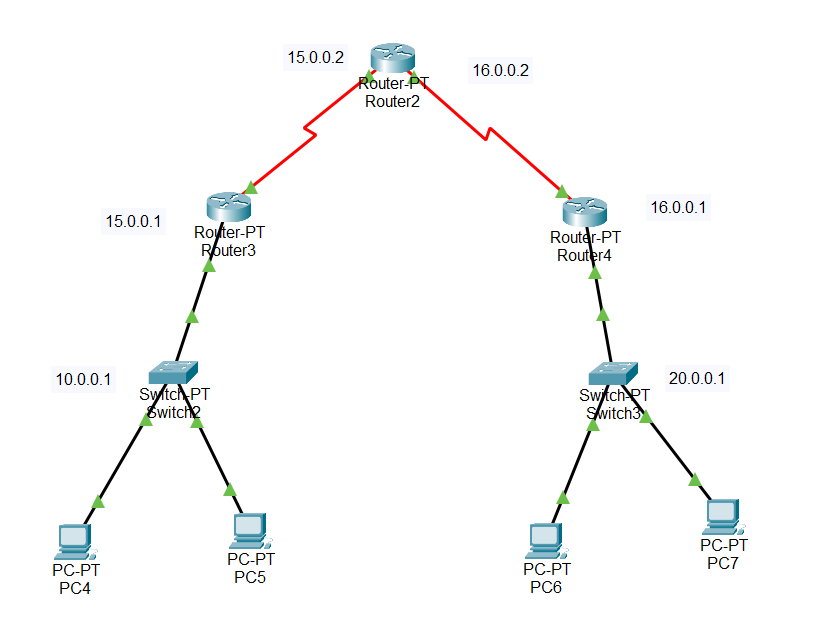 15.0.0.2
16.0.0.2
Router-PT
Router2
15.0.0.1
Router-PT
Router3
16.0.0.1
Router-PT
Router4
10.0.0.1
Switch-PT
Switch2
20.0.0.1
Switch-PT
Switch3
PC-PT
PC4
PC-PT
PC5
PC-PT
PC6
PC-PT
PC7